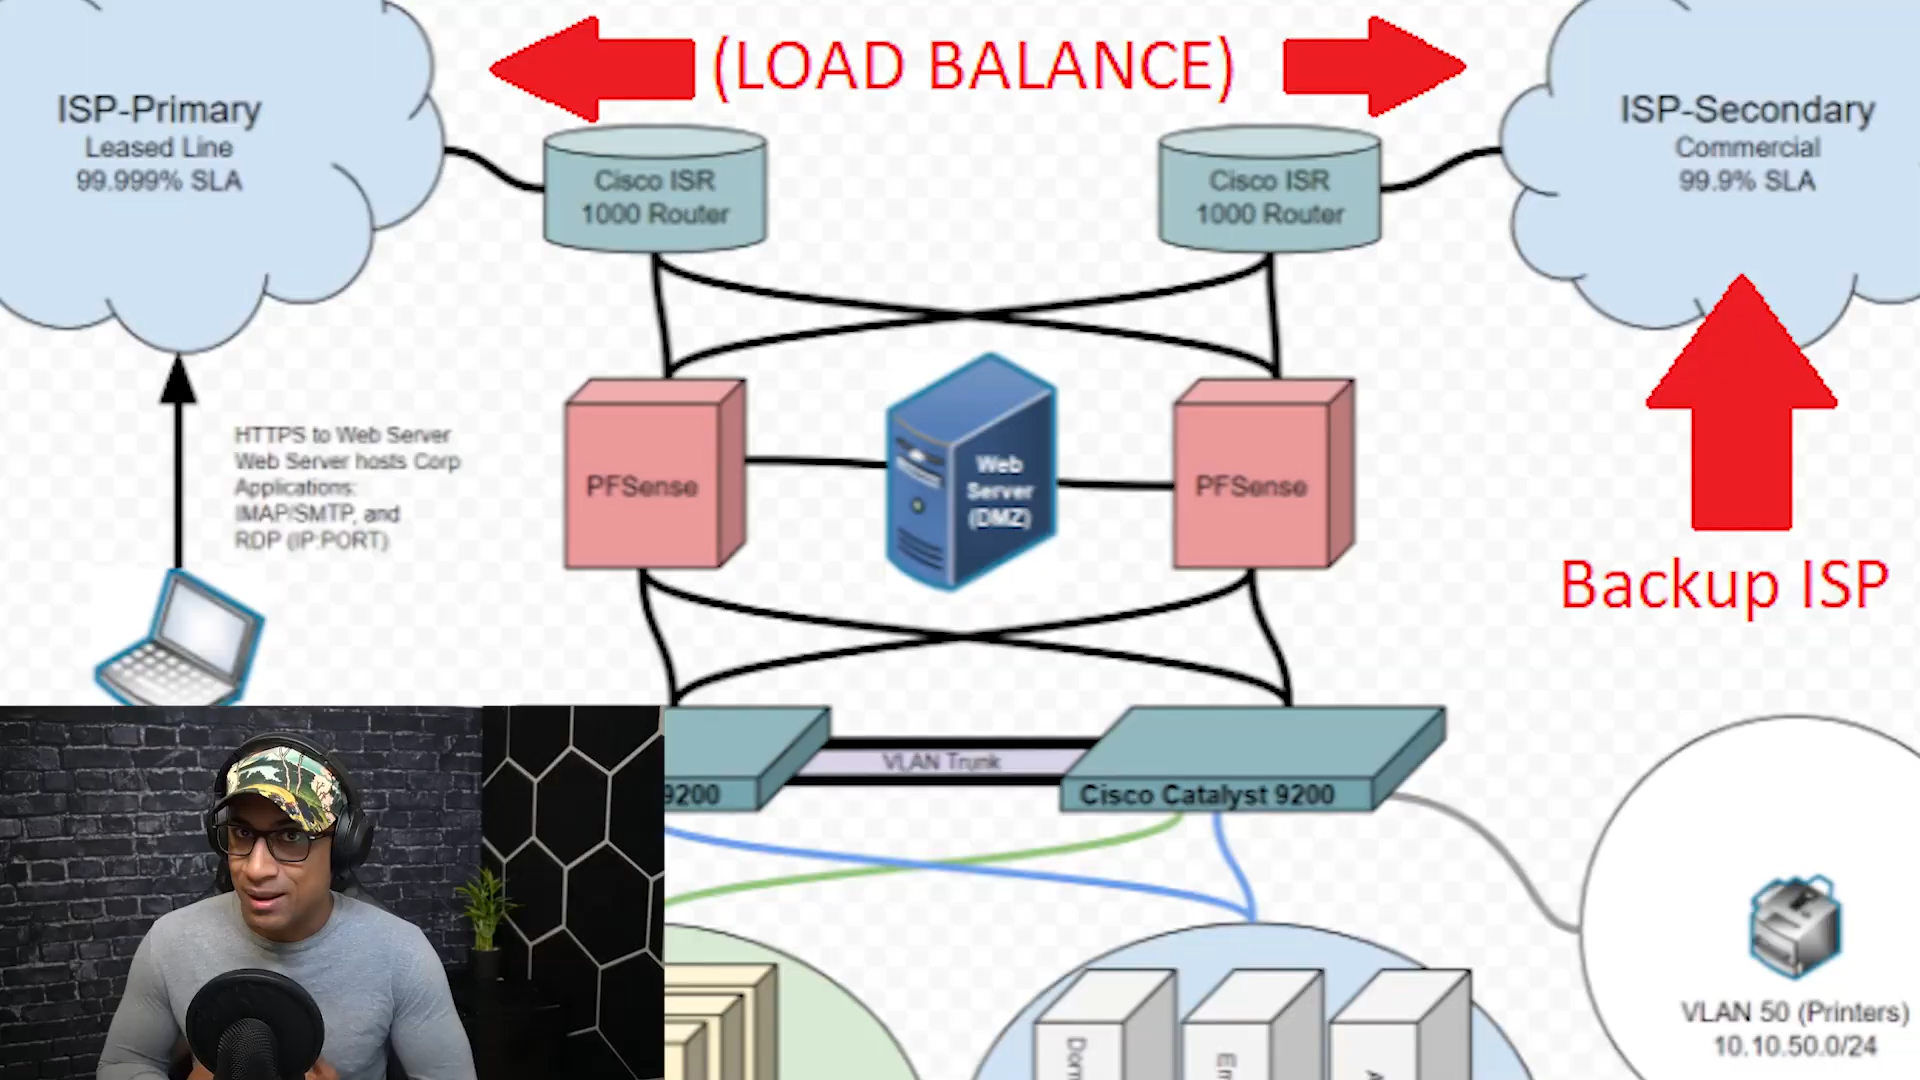 (LOAD BALANCE)
ISP-Primary
Leased Line
99.999% SLA
Cisco ISR
1000 Router
Cisco ISR
1000 Router
ISP-Secondary
Commercial
99.9% SLA
HTTPS to Web Server
Web Server hosts Corp
Applications:
IMAP/SMTP, and
RDP (IP:PORT)
PFSense
Web
Server
(DMZ)
PFSense
Backup ISP
9200
VLAN Trunk
Cisco Catalyst 9200
VLAN 50 (Printers)
10.10.50.0/24